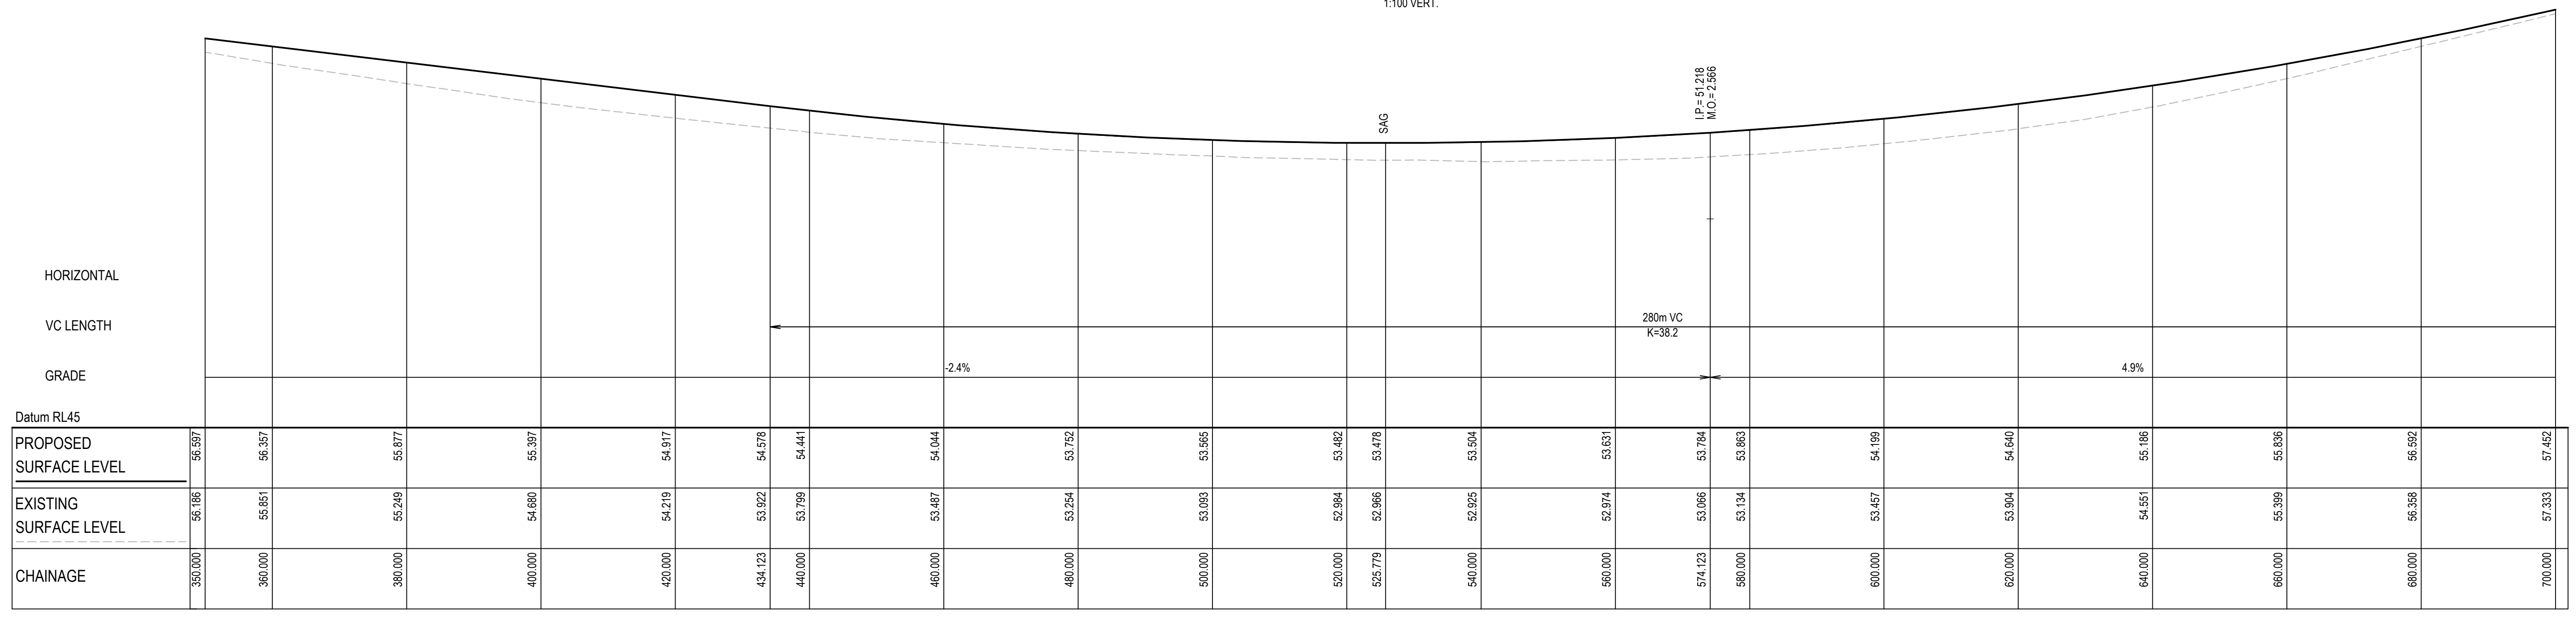 1:100 VERT.
SAG
I.P.= 51.218
M.O.= 2.566
HORIZONTAL
VC LENGTH
280m VC
K=38.2
GRADE
-2.4%
4.9%
Datum RL45
PROPOSED
SURFACE LEVEL
56.597 56.357 55.877 55.397 54.917 54.578 54.441 54.044 53.752 53.565 53.482 53.478 53.504 53.631 53.784 53.863 54.199 54.640 55.186 55.836 56.592 57.452
EXISTING
SURFACE LEVEL
56.186 55.851 55.249 54.680 54.219 53.922 53.799 53.487 53.254 53.093 52.984 52.966 52.925 52.974 53.066 53.134 53.457 53.904 54.551 55.399 56.358 57.333
CHAINAGE
350.000 360.000 380.000 400.000 420.000 434.123 440.000 460.000 480.000 500.000 520.000 525.779 540.000 560.000 574.123 580.000 600.000 620.000 640.000 660.000 680.000 700.000